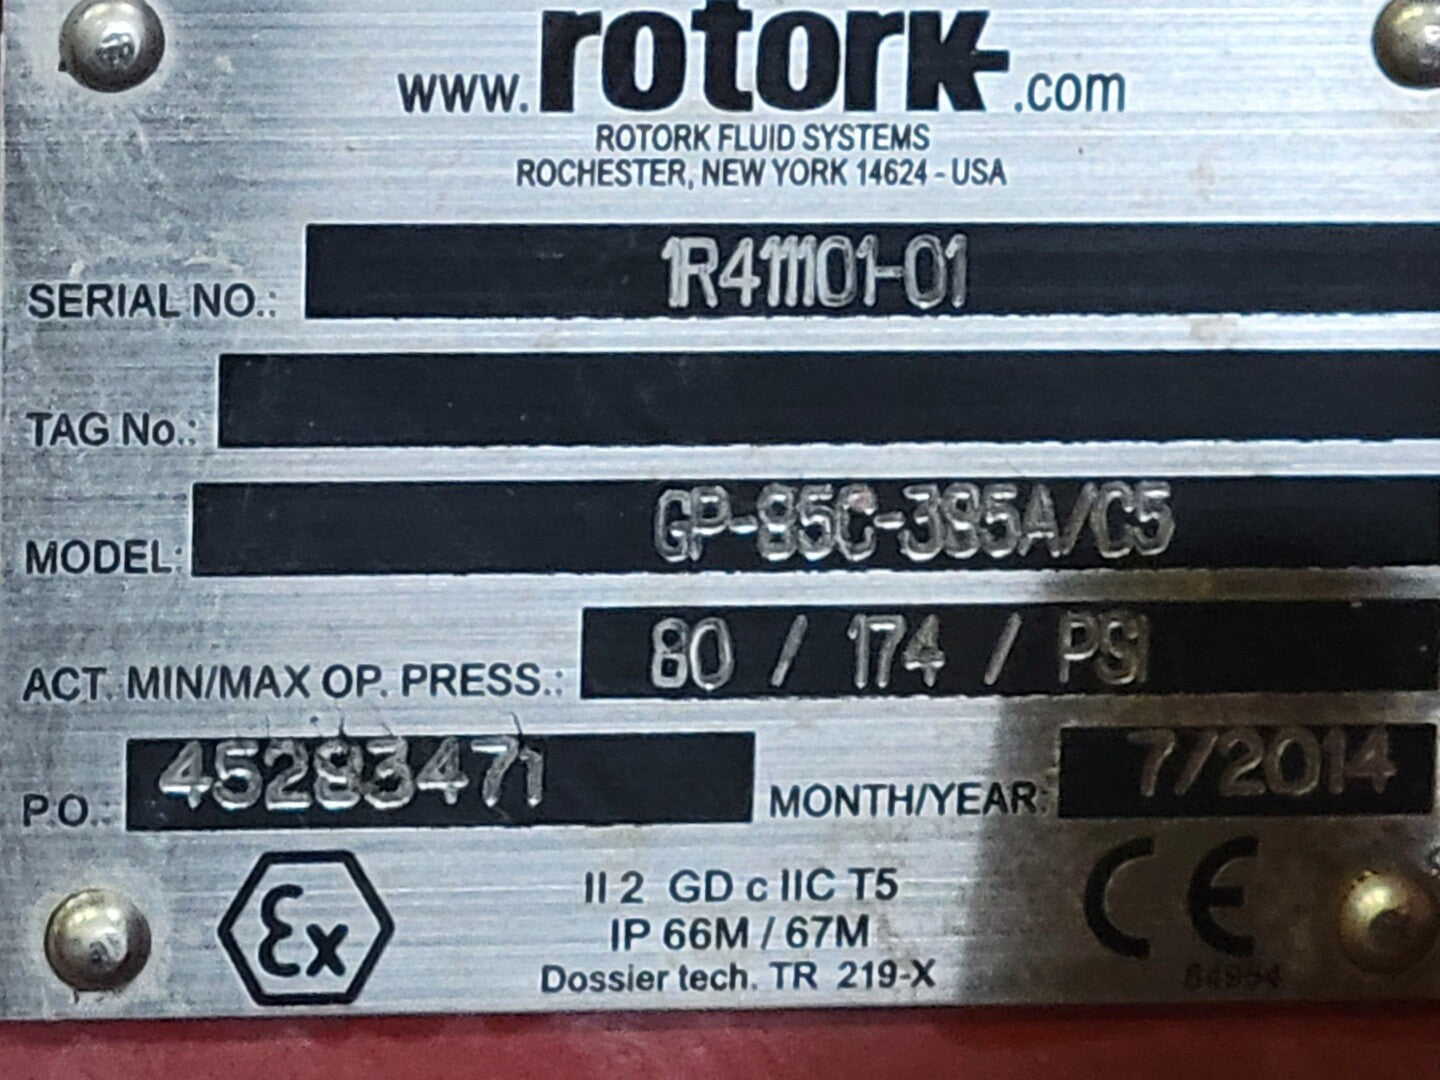 www.rotork.com
ROTORK FLUID SYSTEMS
ROCHESTER, NEW YORK 14624 - USA
SERIAL NO.: 1R411101-01
TAG No.:
MODEL: GP-85C-385A/C5
ACT. MIN/MAX OP. PRESS.: 80 / 174 / PSI
P.O.: 45283471 MONTH/YEAR: 7/2014
Ex II 2 GD c IIC T5 CE
IP 66M / 67M
Dossier tech. TR 219-X